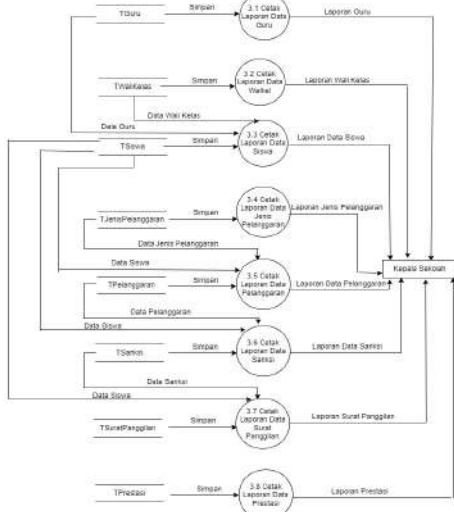 TGuru
Simpan
3.1 Cetak
Laporan Data
Guru
Laporan Guru
TWaliKelas
Simpan
3.2 Cetak
Laporan Data
Walkel
Laporan Wali Kelas
Data Wali Kelas
Data Guru
TSiswa
Simpan
3.3 Cetak
Laporan Data
Siswa
Laporan Data Siswa
TJenisPelanggaran
Simpan
3.4 Cetak
Laporan Data
Jenis
Pelanggaran
Laporan Jenis Pelanggaran
Data Jenis Pelanggaran
Data Siswa
Kepala Sekolah
TPelanggaran
Simpan
3.5 Cetak
Laporan Data
Pelanggaran
Laporan Data Pelanggaran
Data Pelanggaran
Data Siswa
TSanksi
Simpan
3.6 Cetak
Laporan Data
Sanksi
Laporan Data Sanksi
Data Sanksi
Data Siswa
TSuratPanggilan
Simpan
3.7 Cetak
Laporan Data
Surat
Panggilan
Laporan Surat Panggilan
TPrestasi
Simpan
3.8 Cetak
Laporan Data
Prestasi
Laporan Prestasi